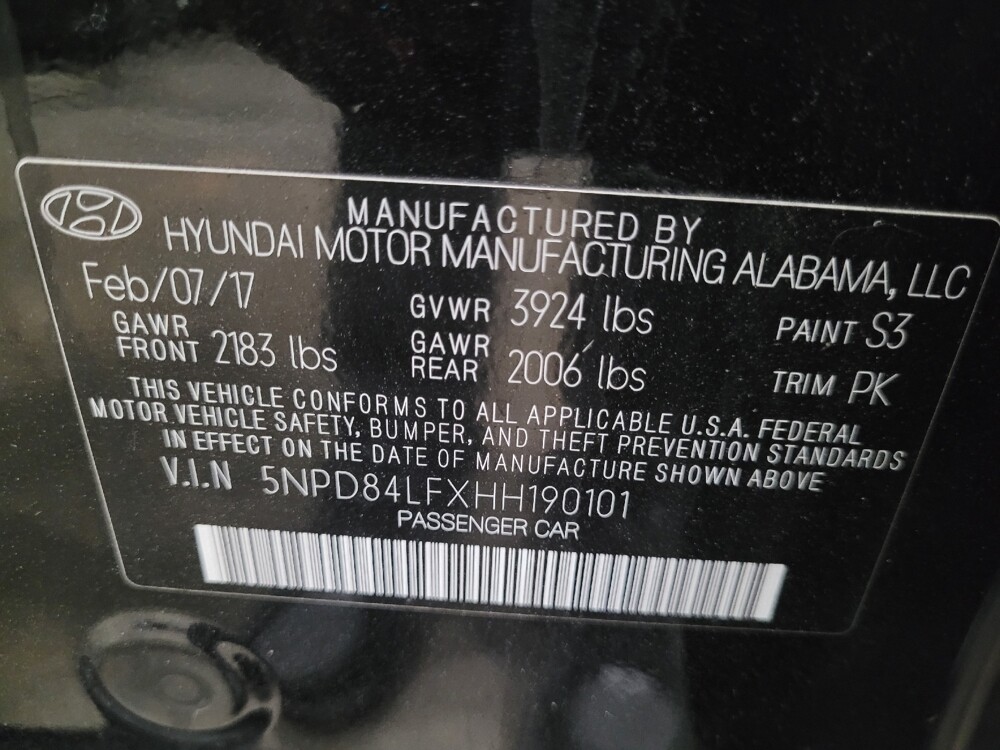 MANUFACTURED BY
HYUNDAI MOTOR MANUFACTURING ALABAMA, LLC
Feb/07/17 GVWR 3924 lbs PAINT S3
GAWR FRONT 2183 lbs GAWR REAR 2006 lbs TRIM PK
THIS VEHICLE CONFORMS TO ALL APPLICABLE U.S.A. FEDERAL
MOTOR VEHICLE SAFETY, BUMPER, AND THEFT PREVENTION STANDARDS
IN EFFECT ON THE DATE OF MANUFACTURE SHOWN ABOVE
V.I.N 5NPD84LFXHH190101
PASSENGER CAR